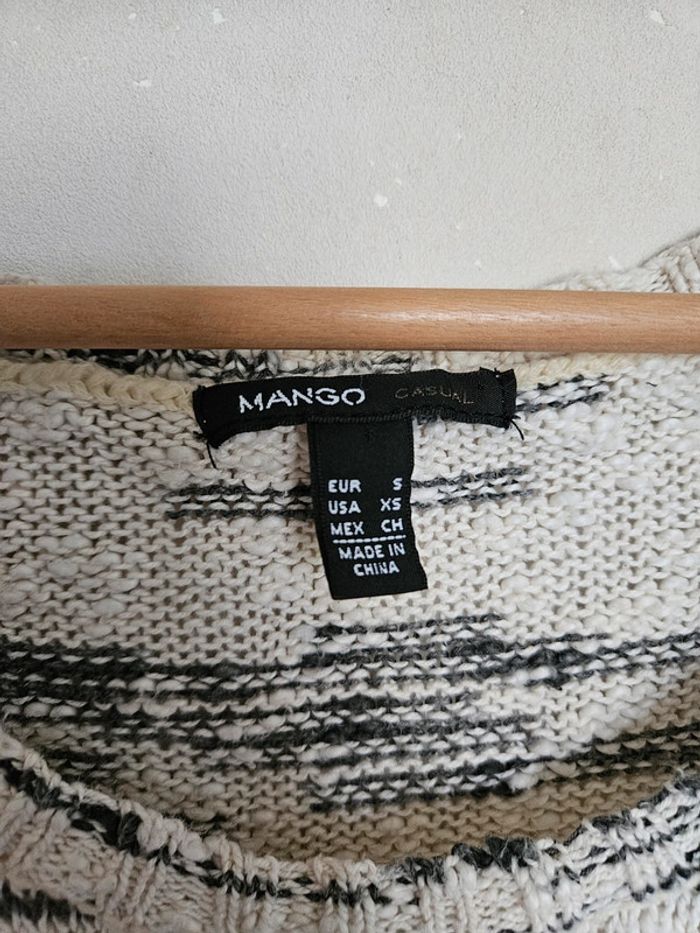 MANGO CASUAL
EUR S
USA XS
MEX CH
MADE IN
CHINA